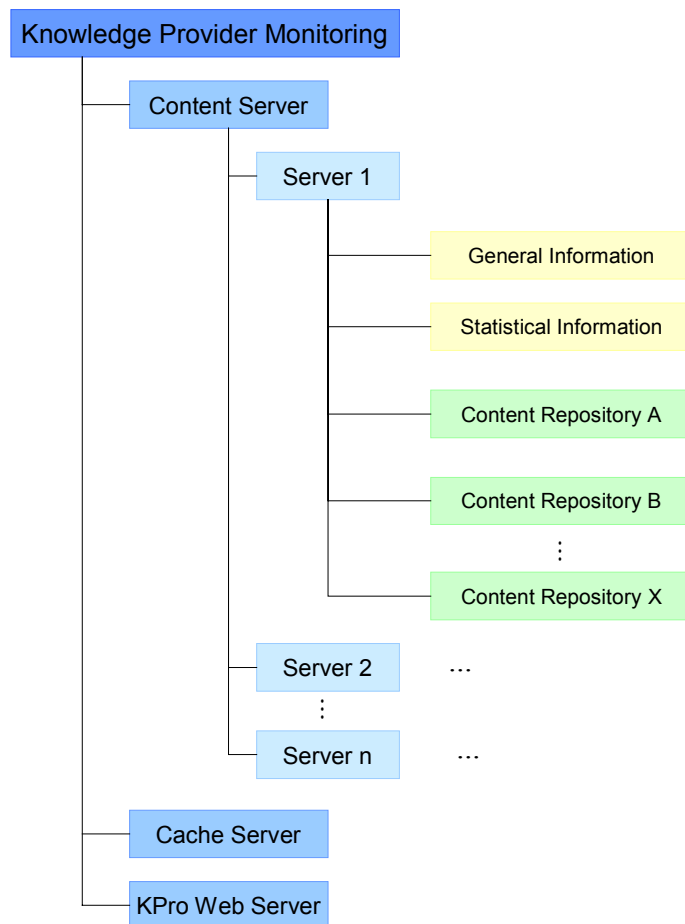 Knowledge Provider Monitoring
Content Server
Server 1
General Information
Statistical Information
Content Repository A
Content Repository B
⋮
Content Repository X
Server 2 ...
⋮
Server n ...
Cache Server
KPro Web Server